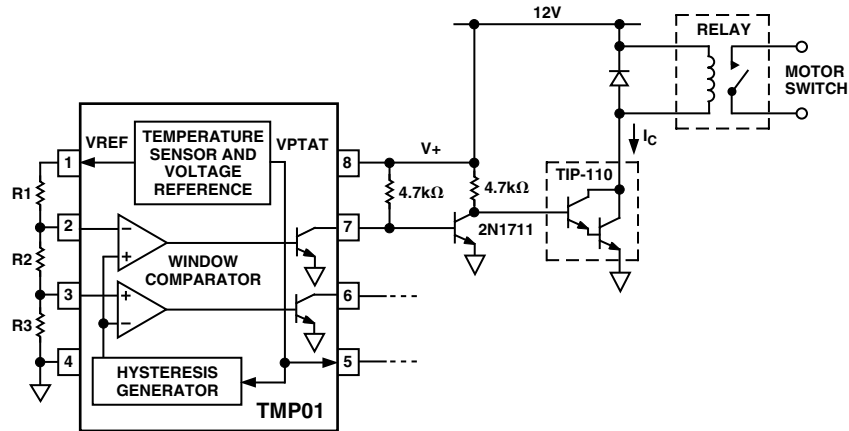 12V
RELAY
MOTOR
SWITCH
IC
TIP-110
V+
4.7kΩ
4.7kΩ
2N1711
TEMPERATURE
SENSOR AND
VOLTAGE
REFERENCE
VREF
VPTAT
1
2
3
4
8
7
6
5
R1
R2
R3
WINDOW
COMPARATOR
HYSTERESIS
GENERATOR
TMP01
−
+
+
−